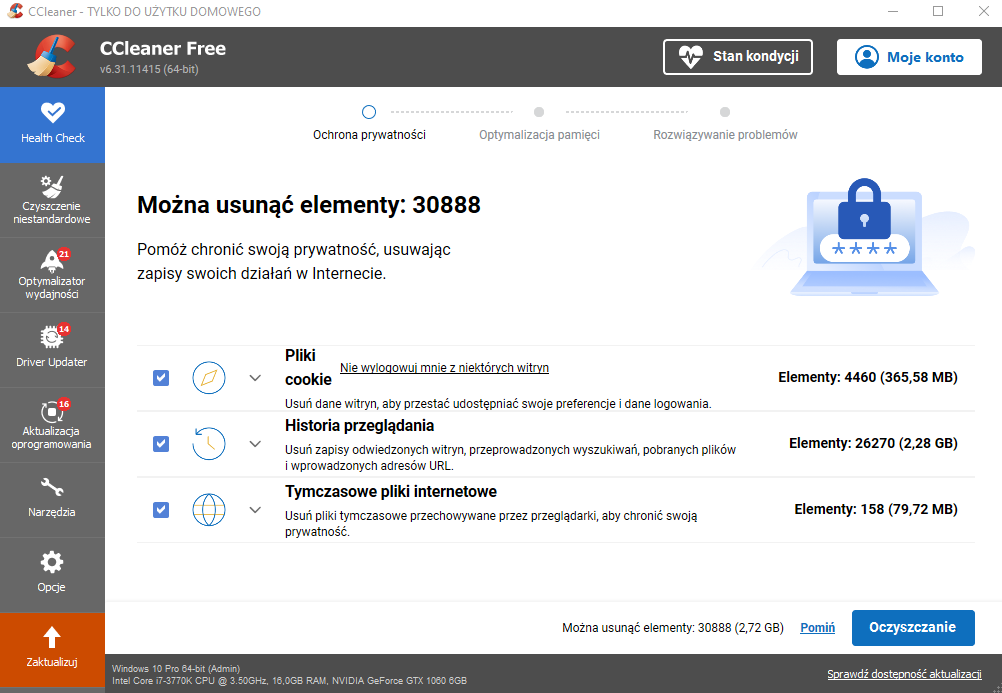 CCleaner - TYLKO DO UŻYTKU DOMOWEGO
CCleaner Free
v6.31.11415 (64-bit)
Stan kondycji
Moje konto
Health Check
Czyszczenie
niestandardowe
21
Optymalizator
wydajności
14
Driver Updater
16
Aktualizacja
oprogramowania
Narzędzia
Opcje
Zaktualizuj
Ochrona prywatności
Optymalizacja pamięci
Rozwiązywanie problemów
Można usunąć elementy: 30888
Pomóż chronić swoją prywatność, usuwając
zapisy swoich działań w Internecie.
****
Pliki
cookie
Nie wylogowuj mnie z niektórych witryn
Elementy: 4460 (365,58 MB)
Usuń dane witryn, aby przestać udostępniać swoje preferencje i dane logowania.
Historia przeglądania
Usuń zapisy odwiedzonych witryn, przeprowadzonych wyszukiwań, pobranych plików
i wprowadzonych adresów URL.
Elementy: 26270 (2,28 GB)
Tymczasowe pliki internetowe
Usuń pliki tymczasowe przechowywane przez przeglądarki, aby chronić swoją
prywatność.
Elementy: 158 (79,72 MB)
Można usunąć elementy: 30888 (2,72 GB)
Pomiń
Oczyszczanie
Windows 10 Pro 64-bit (Admin)
Intel Core i7-3770K CPU @ 3.50GHz, 16,0GB RAM, NVIDIA GeForce GTX 1060 6GB
Sprawdź dostępność aktualizacji